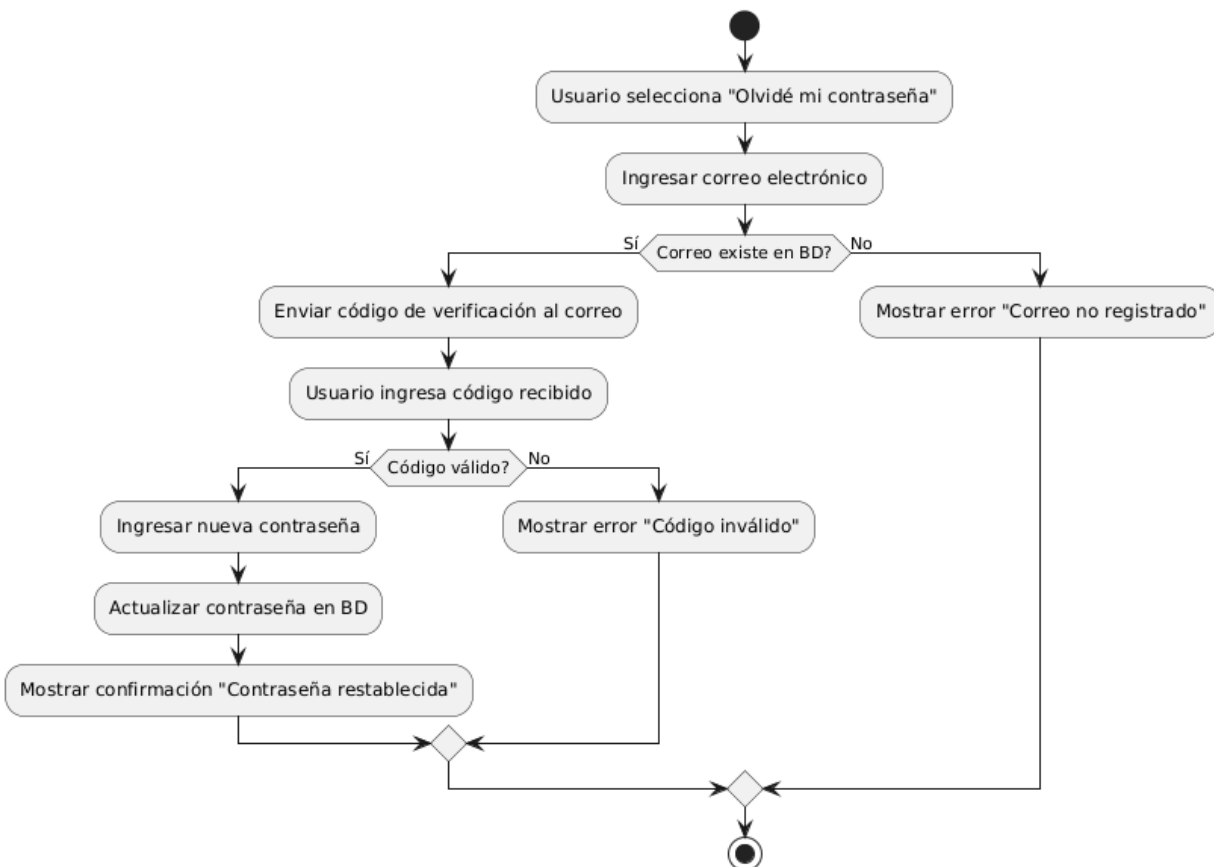 Usuario selecciona "Olvidé mi contraseña"
Ingresar correo electrónico
Sí
Correo existe en BD?
No
Enviar código de verificación al correo
Mostrar error "Correo no registrado"
Usuario ingresa código recibido
Sí
Código válido?
No
Ingresar nueva contraseña
Mostrar error "Código inválido"
Actualizar contraseña en BD
Mostrar confirmación "Contraseña restablecida"